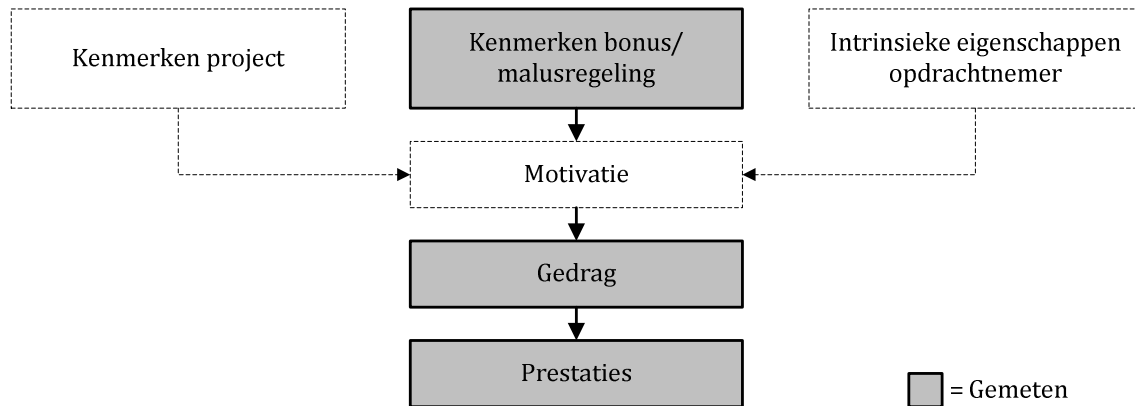 Kenmerken project
Kenmerken bonus/
malusregeling
Intrinsieke eigenschappen
opdrachtnemer
Motivatie
Gedrag
Prestaties
= Gemeten